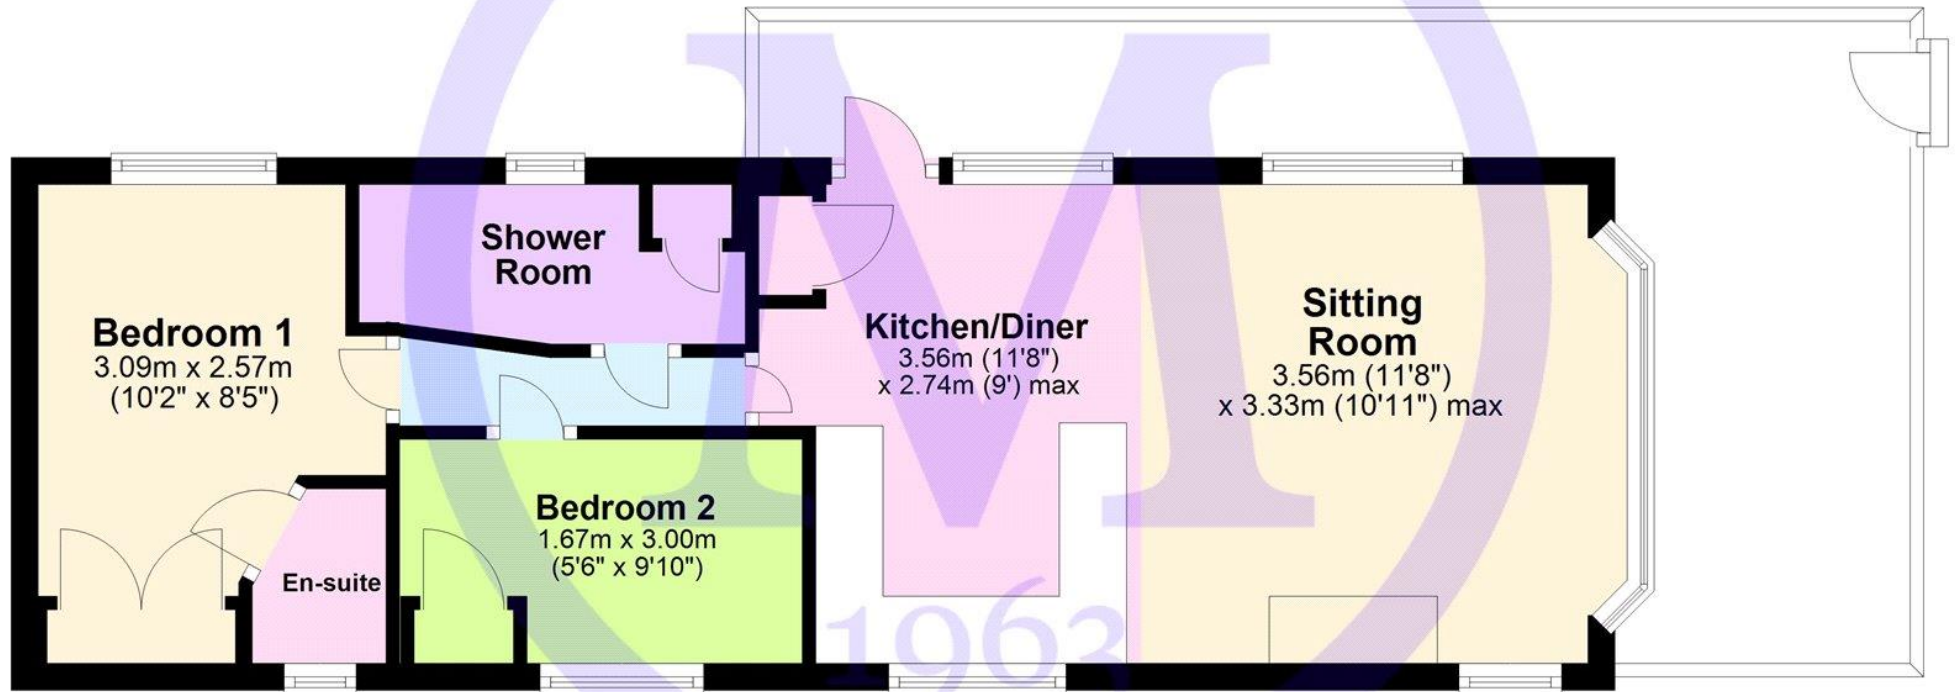 Shower
Room
Bedroom 1
3.09m x 2.57m
(10'2" x 8'5")
Kitchen/Diner
3.56m (11'8")
x 2.74m (9') max
Sitting
Room
3.56m (11'8")
x 3.33m (10'11") max
Bedroom 2
1.67m x 3.00m
(5'6" x 9'10")
En-suite
M
1963